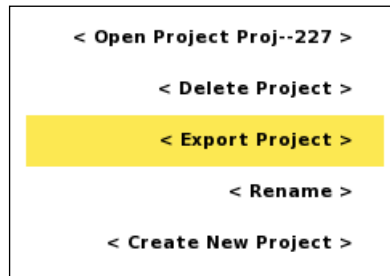 < Open Project Proj--227 >
< Delete Project >
< Export Project >
< Rename >
< Create New Project >